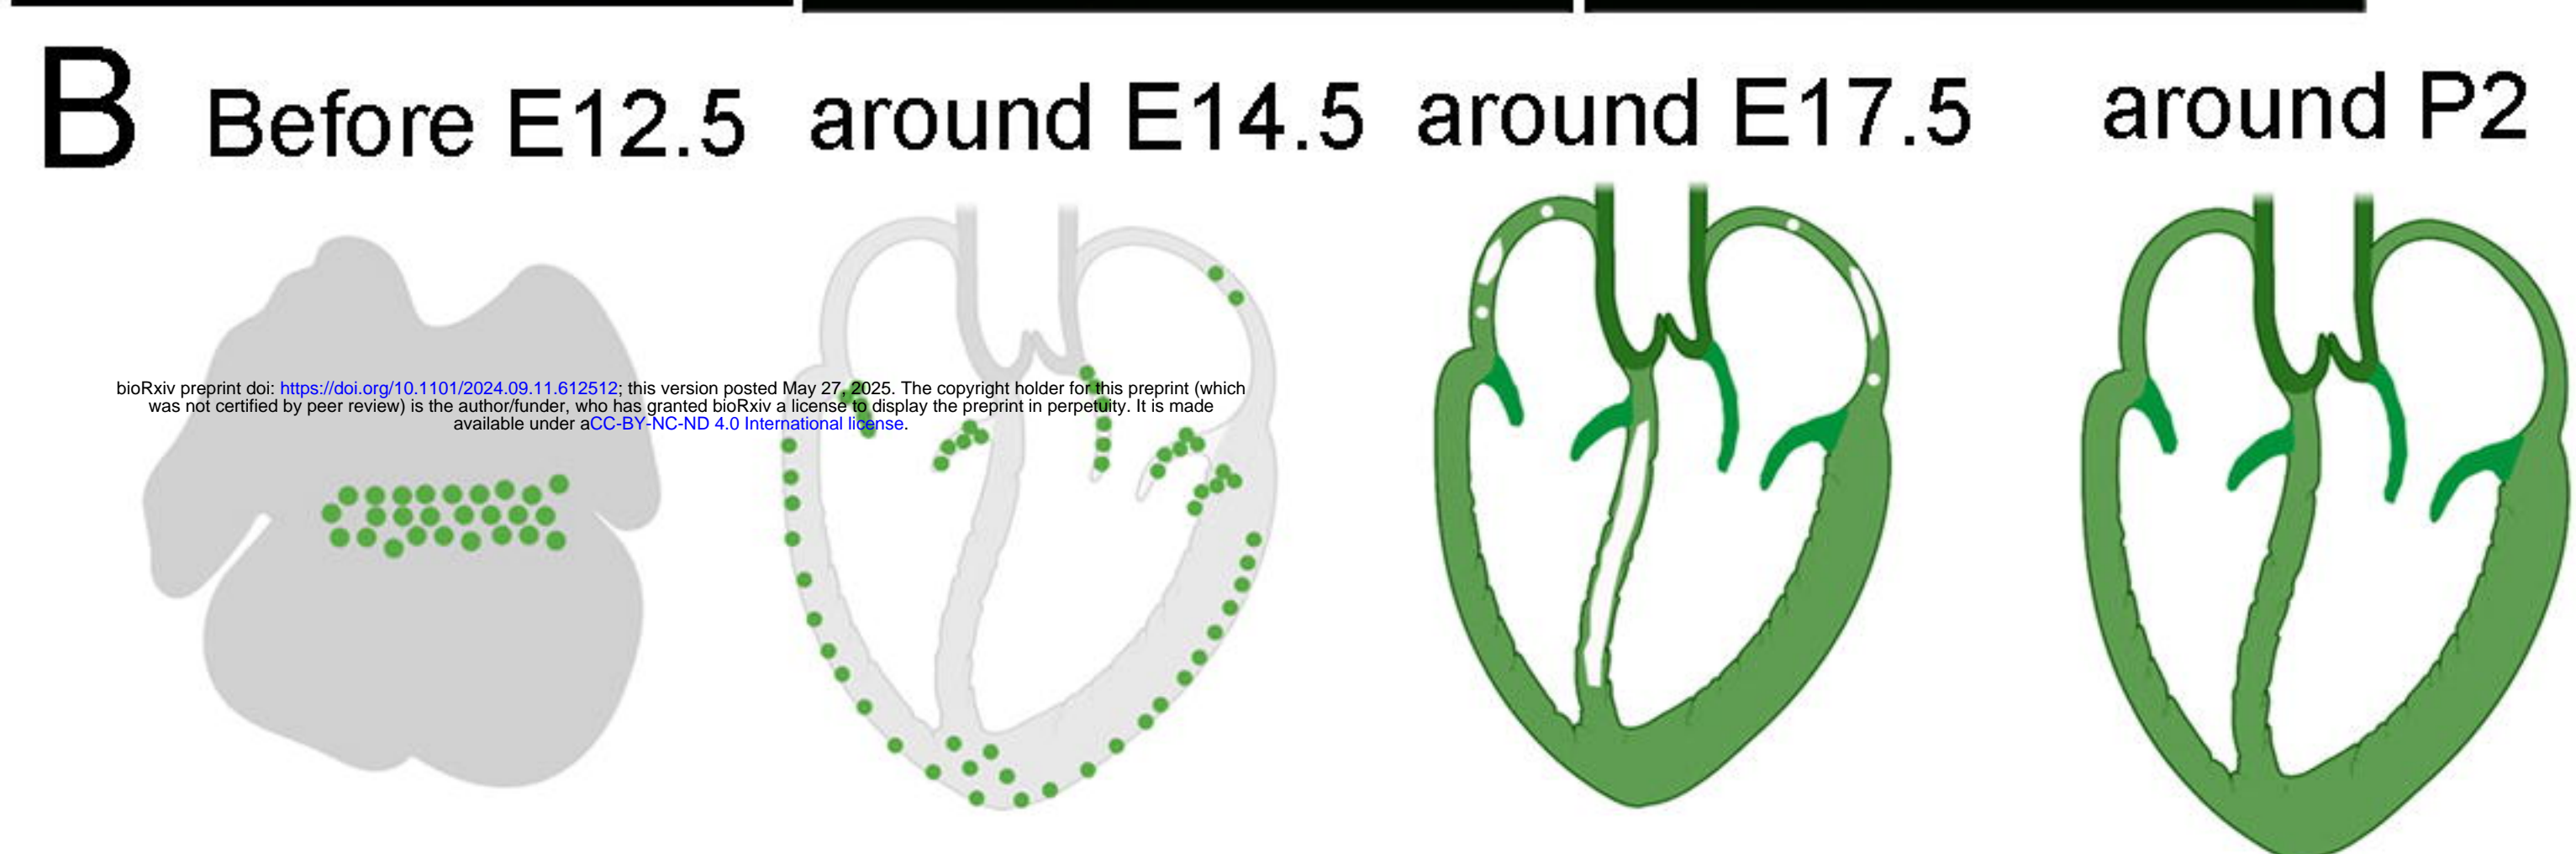 B
Before E12.5
around E14.5
around E17.5
around P2
bioRxiv preprint doi: https://doi.org/10.1101/2024.09.11.612512; this version posted May 27, 2025. The copyright holder for this preprint (which
was not certified by peer review) is the author/funder, who has granted bioRxiv a license to display the preprint in perpetuity. It is made
available under aCC-BY-NC-ND 4.0 International license.